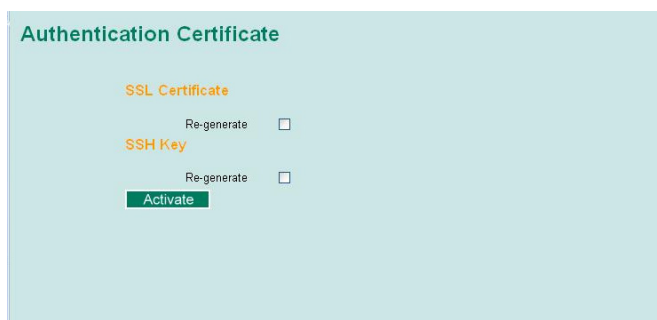 Authentication Certificate
SSL Certificate
Re-generate
SSH Key
Re-generate
Activate